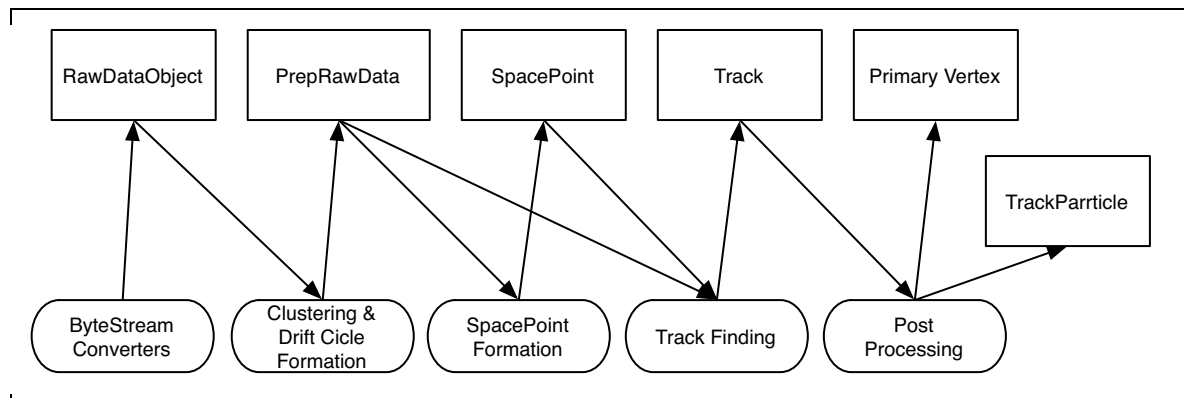 RawDataObject
PrepRawData
SpacePoint
Track
Primary Vertex
TrackParrticle
ByteStream
Converters
Clustering &
Drift Cicle
Formation
SpacePoint
Formation
Track Finding
Post
Processing